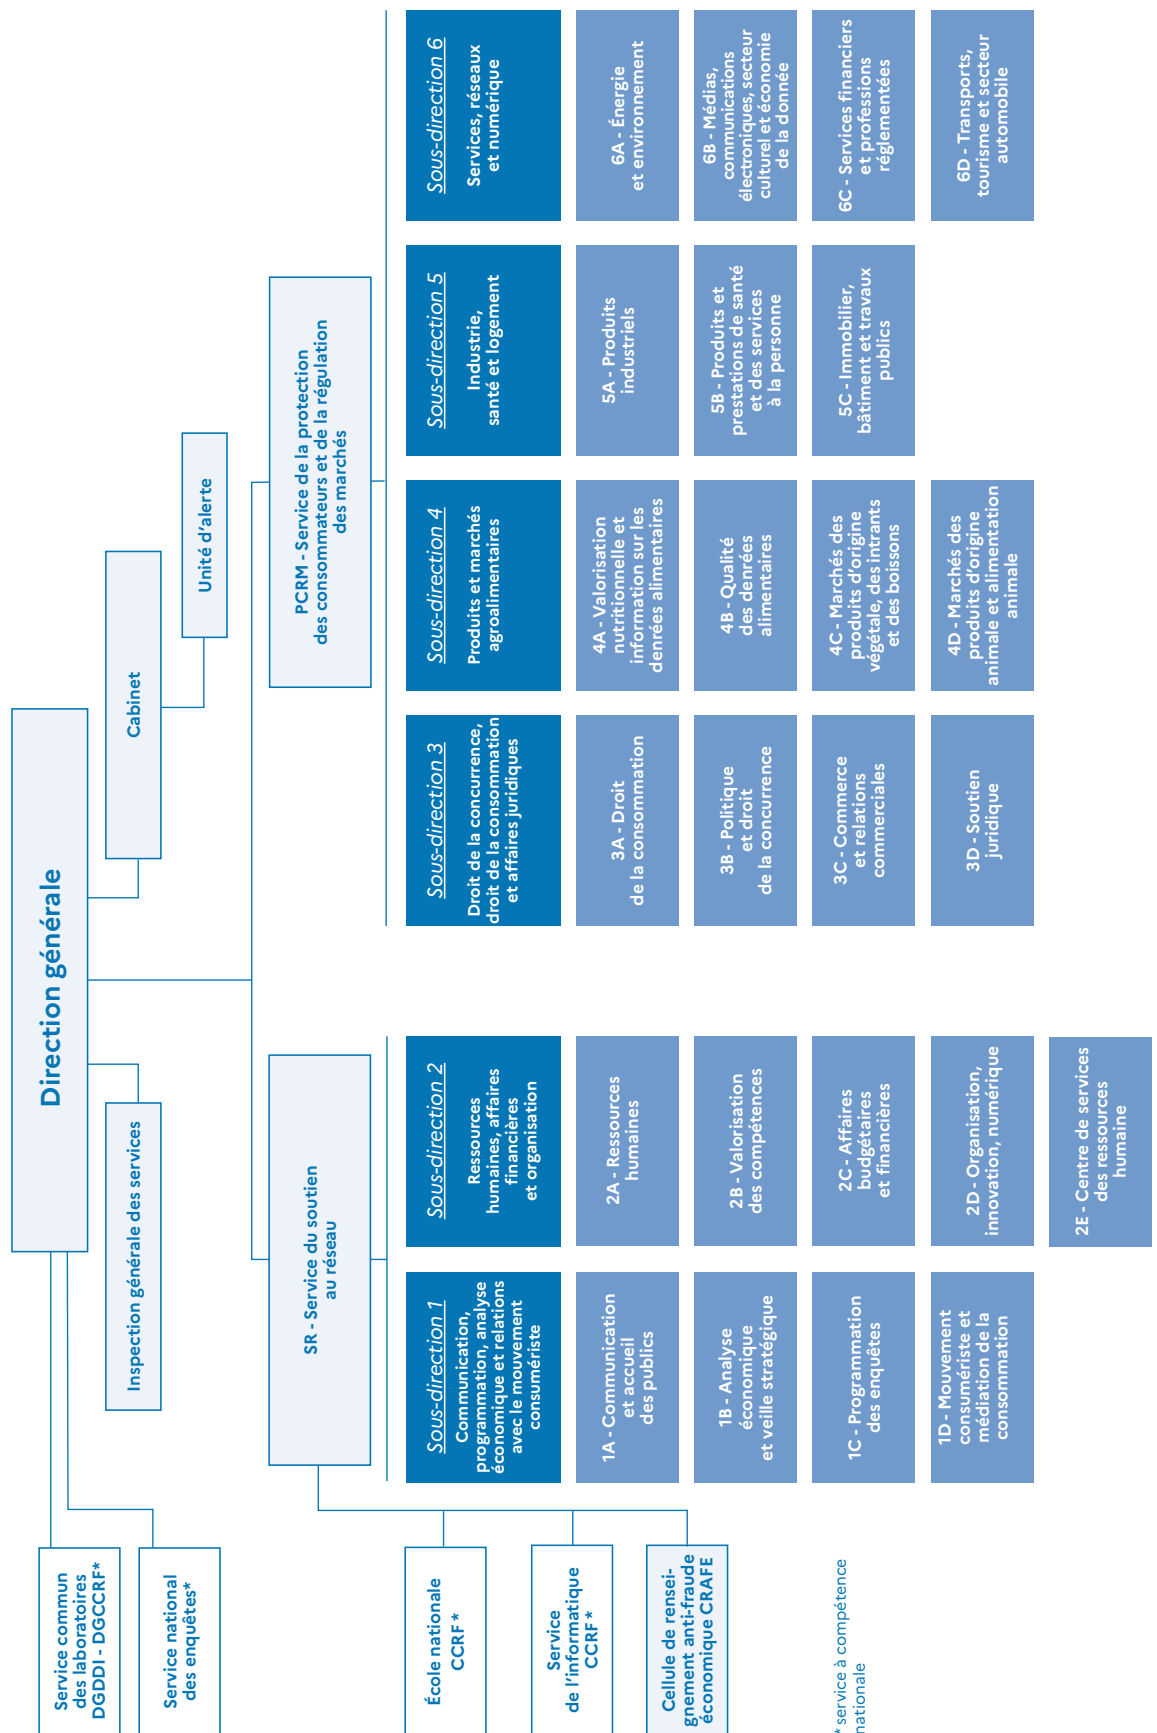 Direction générale
Service commun
des laboratoires
DGDDI - DGCCRF*
Service national
des enquêtes*
Inspection générale des services
Cabinet
Unité d'alerte
SR - Service du soutien
au réseau
PCRM - Service de la protection
des consommateurs et de la régulation
des marchés
École nationale
CCRF *
Service
de l'informatique
CCRF *
Cellule de rensei-
gnement anti-fraude
économique CRAFE
Sous-direction 1
Communication,
programmation, analyse
économique et relations
avec le mouvement
consumériste
1A - Communication
et accueil
des publics
1B - Analyse
économique
et veille stratégique
1C - Programmation
des enquêtes
1D - Mouvement
consumériste et
médiation de la
consommation
Sous-direction 2
Ressources
humaines, affaires
financières
et organisation
2A - Ressources
humaines
2B - Valorisation
des compétences
2C - Affaires
budgétaires
et financières
2D - Organisation,
innovation, numérique
2E - Centre de services
des ressources
humaine
Sous-direction 3
Droit de la concurrence,
droit de la consommation
et affaires juridiques
3A - Droit
de la consommation
3B - Politique
et droit
de la concurrence
3C - Commerce
et relations
commerciales
3D - Soutien
juridique
Sous-direction 4
Produits et marchés
agroalimentaires
4A - Valorisation
nutritionnelle et
information sur les
denrées alimentaires
4B - Qualité
des denrées
alimentaires
4C - Marchés des
produits d'origine
végétale, des intrants
et des boissons
4D - Marchés des
produits d'origine
animale et alimentation
animale
Sous-direction 5
Industrie,
santé et logement
5A - Produits
industriels
5B - Produits et
prestations de santé
et des services
à la personne
5C - Immobilier,
bâtiment et travaux
publics
Sous-direction 6
Services, réseaux
et numérique
6A - Énergie
et environnement
6B - Médias,
communications
électroniques, secteur
culturel et économie
de la donnée
6C - Services financiers
et professions
réglementées
6D - Transports,
tourisme et secteur
automobile
* service à compétence
nationale